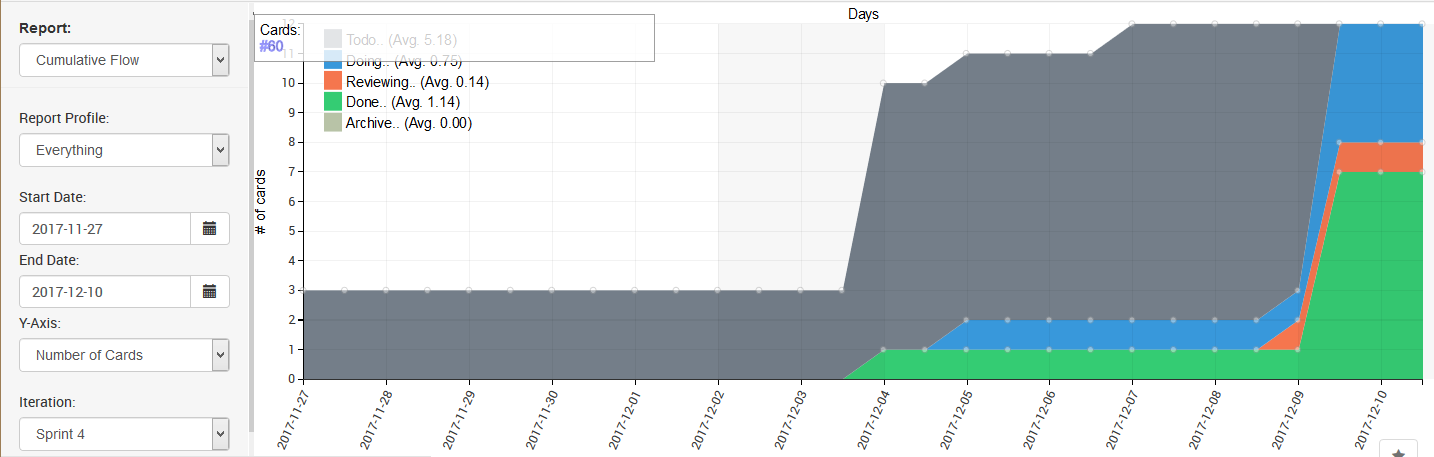 Report:
Cumulative Flow
Report Profile:
Everything
Start Date:
2017-11-27
End Date:
2017-12-10
Y-Axis:
Number of Cards
Iteration:
Sprint 4
Days
Cards:
#60
Todo.. (Avg. 5.18)
Doing.. (Avg. 0.75)
Reviewing.. (Avg. 0.14)
Done.. (Avg. 1.14)
Archive.. (Avg. 0.00)
# of cards
12
11
10
9
8
7
6
5
4
3
2
1
0
2017-11-27
2017-11-28
2017-11-29
2017-11-30
2017-12-01
2017-12-02
2017-12-03
2017-12-04
2017-12-05
2017-12-06
2017-12-07
2017-12-08
2017-12-09
2017-12-10